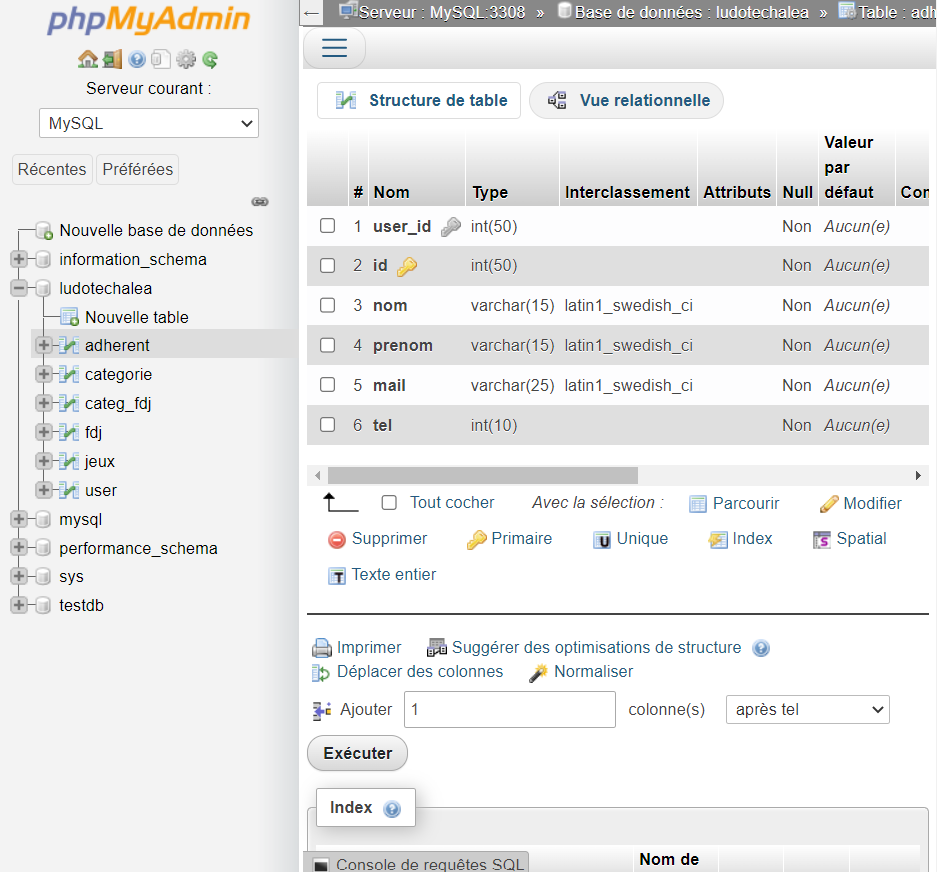 phpMyAdmin
Serveur courant :
MySQL
Récentes Préférées
Nouvelle base de données
information_schema
ludotechalea
Nouvelle table
adherent
categorie
categ_fdj
fdj
jeux
user
mysql
performance_schema
sys
testdb
← Serveur : MySQL:3308 » Base de données : ludotechalea » Table : adh
Structure de table Vue relationnelle
# Nom Type Interclassement Attributs Null Valeur par défaut Con
1 user_id int(50) Non Aucun(e)
2 id int(50) Non Aucun(e)
3 nom varchar(15) latin1_swedish_ci Non Aucun(e)
4 prenom varchar(15) latin1_swedish_ci Non Aucun(e)
5 mail varchar(25) latin1_swedish_ci Non Aucun(e)
6 tel int(10) Non Aucun(e)
Tout cocher Avec la sélection : Parcourir Modifier
Supprimer Primaire Unique Index Spatial
Texte entier
Imprimer Suggérer des optimisations de structure
Déplacer des colonnes Normaliser
Ajouter 1 colonne(s) après tel
Exécuter
Index
Console de requêtes SQL Nom de